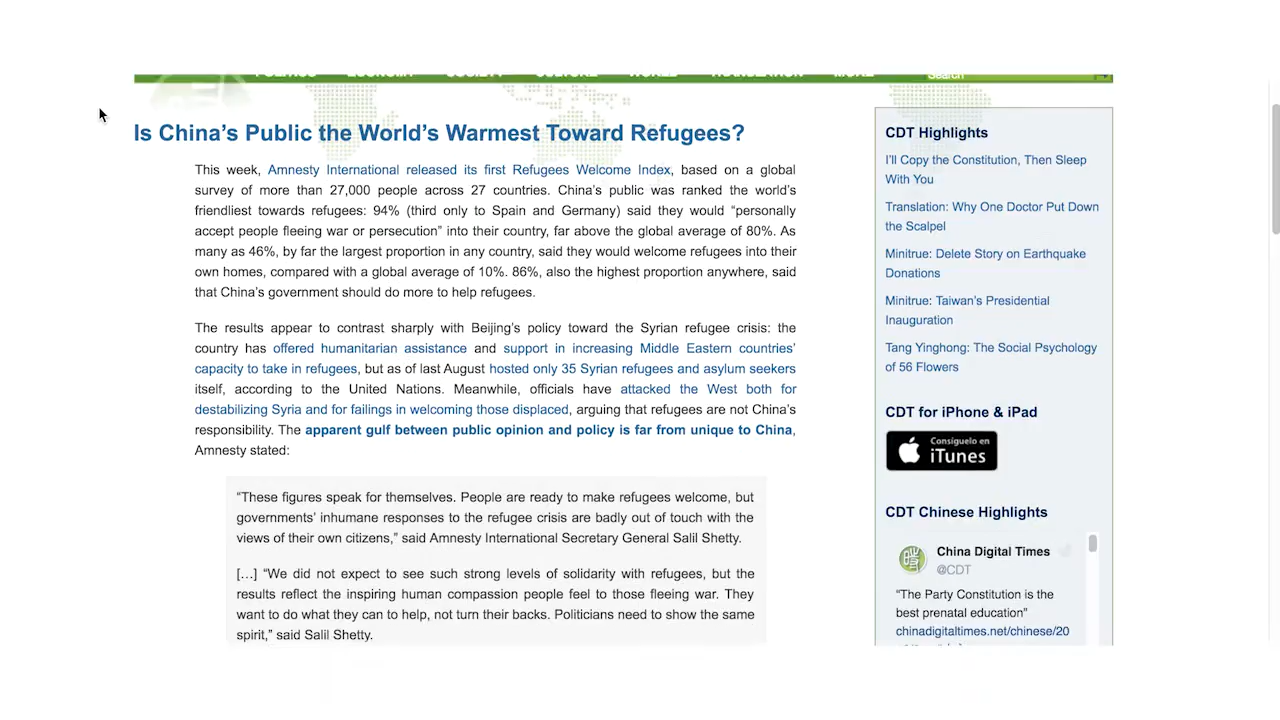 POLITICS ECONOMY SOCIETY CULTURE WORLD TRANSLATION MORE Search
Is China’s Public the World’s Warmest Toward Refugees?
This week, Amnesty International released its first Refugees Welcome Index, based on a global
survey of more than 27,000 people across 27 countries. China’s public was ranked the world’s
friendliest towards refugees: 94% (third only to Spain and Germany) said they would “personally
accept people fleeing war or persecution” into their country, far above the global average of 80%. As
many as 46%, by far the largest proportion in any country, said they would welcome refugees into their
own homes, compared with a global average of 10%. 86%, also the highest proportion anywhere, said
that China’s government should do more to help refugees.
The results appear to contrast sharply with Beijing’s policy toward the Syrian refugee crisis: the
country has offered humanitarian assistance and support in increasing Middle Eastern countries’
capacity to take in refugees, but as of last August hosted only 35 Syrian refugees and asylum seekers
itself, according to the United Nations. Meanwhile, officials have attacked the West both for
destabilizing Syria and for failings in welcoming those displaced, arguing that refugees are not China’s
responsibility. The apparent gulf between public opinion and policy is far from unique to China,
Amnesty stated:
“These figures speak for themselves. People are ready to make refugees welcome, but
governments’ inhumane responses to the refugee crisis are badly out of touch with the
views of their own citizens,” said Amnesty International Secretary General Salil Shetty.
[…] “We did not expect to see such strong levels of solidarity with refugees, but the
results reflect the inspiring human compassion people feel to those fleeing war. They
want to do what they can to help, not turn their backs. Politicians need to show the same
spirit,” said Salil Shetty.
CDT Highlights
I’ll Copy the Constitution, Then Sleep
With You
Translation: Why One Doctor Put Down
the Scalpel
Minitrue: Delete Story on Earthquake
Donations
Minitrue: Taiwan’s Presidential
Inauguration
Tang Yinghong: The Social Psychology
of 56 Flowers
CDT for iPhone & iPad
Consíguelo en
iTunes
CDT Chinese Highlights
China Digital Times
@CDT
“The Party Constitution is the
best prenatal education”
chinadigitaltimes.net/chinese/20